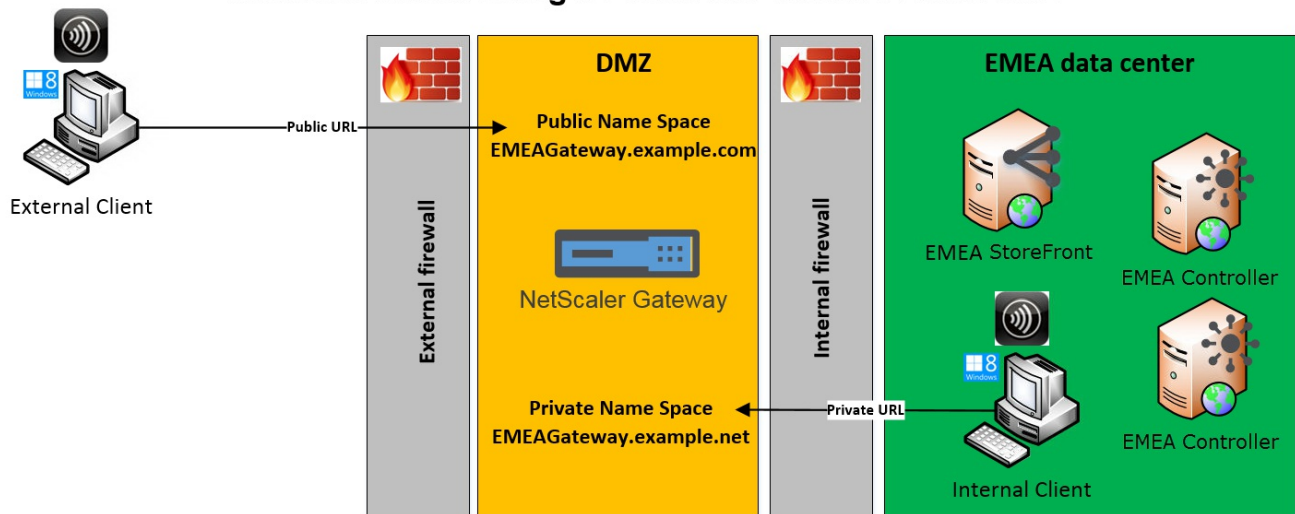 External Client
8
Windows
Public URL
External firewall
DMZ
Public Name Space
EMEAGateway.example.com
NetScaler Gateway
Private Name Space
EMEAGateway.example.net
Internal firewall
Private URL
EMEA data center
EMEA StoreFront
EMEA Controller
8
Windows
Internal Client
EMEA Controller